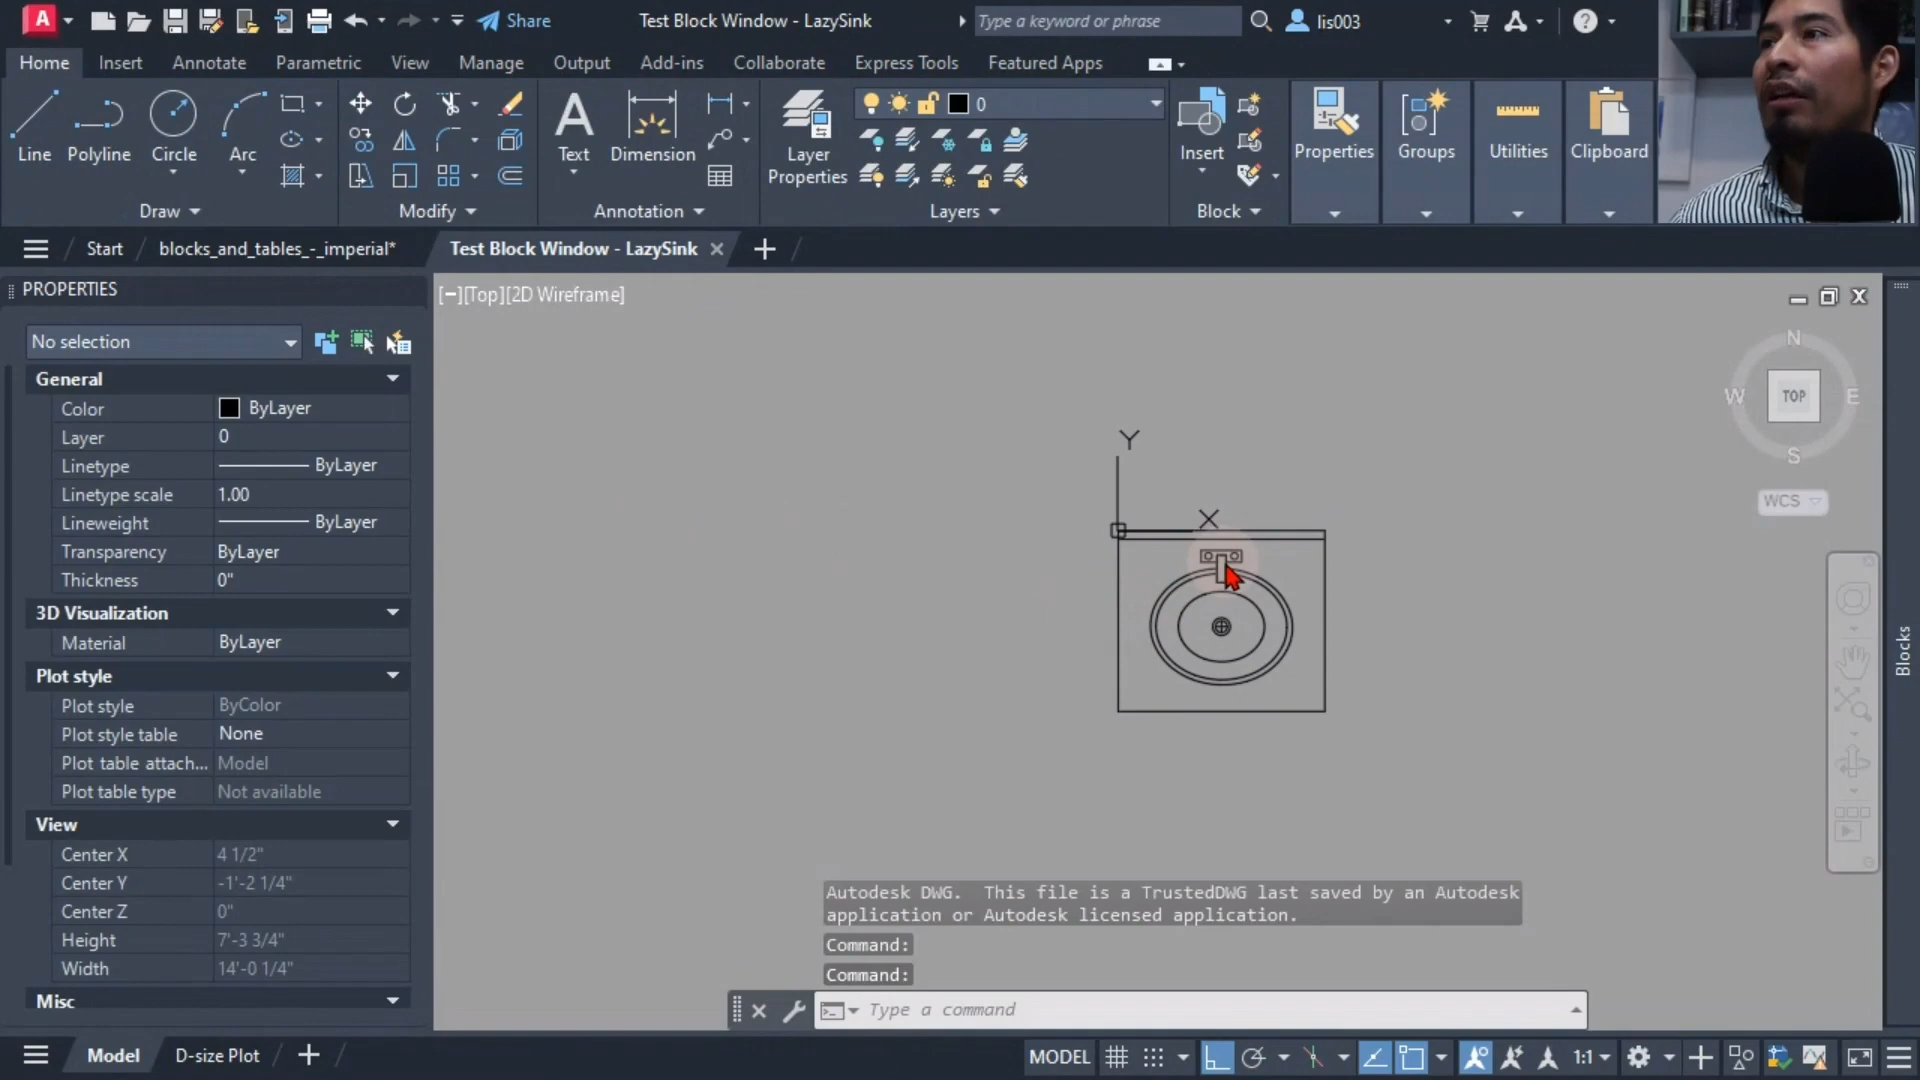 Share
Test Block Window - LazySink
Type a keyword or phrase
lis003
Home
Insert
Annotate
Parametric
View
Manage
Output
Add-ins
Collaborate
Express Tools
Featured Apps
Line
Polyline
Circle
Arc
Text
Dimension
Layer Properties
0
Insert
Properties
Groups
Utilities
Clipboard
Draw
Modify
Annotation
Layers
Block
Start
blocks_and_tables_-_imperial*
Test Block Window - LazySink
PROPERTIES
[−][Top][2D Wireframe]
No selection
General
Color ByLayer
Layer 0
Linetype ByLayer
Linetype scale 1.00
Lineweight ByLayer
Transparency ByLayer
Thickness 0"
3D Visualization
Material ByLayer
Plot style
Plot style ByColor
Plot style table None
Plot table attach... Model
Plot table type Not available
View
Center X 4 1/2"
Center Y -1'-2 1/4"
Center Z 0"
Height 7'-3 3/4"
Width 14'-0 1/4"
Misc
Y
X
N
W
TOP
E
S
WCS
Blocks
Autodesk DWG.  This file is a TrustedDWG last saved by an Autodesk
application or Autodesk licensed application.
Command:
Command:
Type a command
Model
D-size Plot
MODEL
1:1